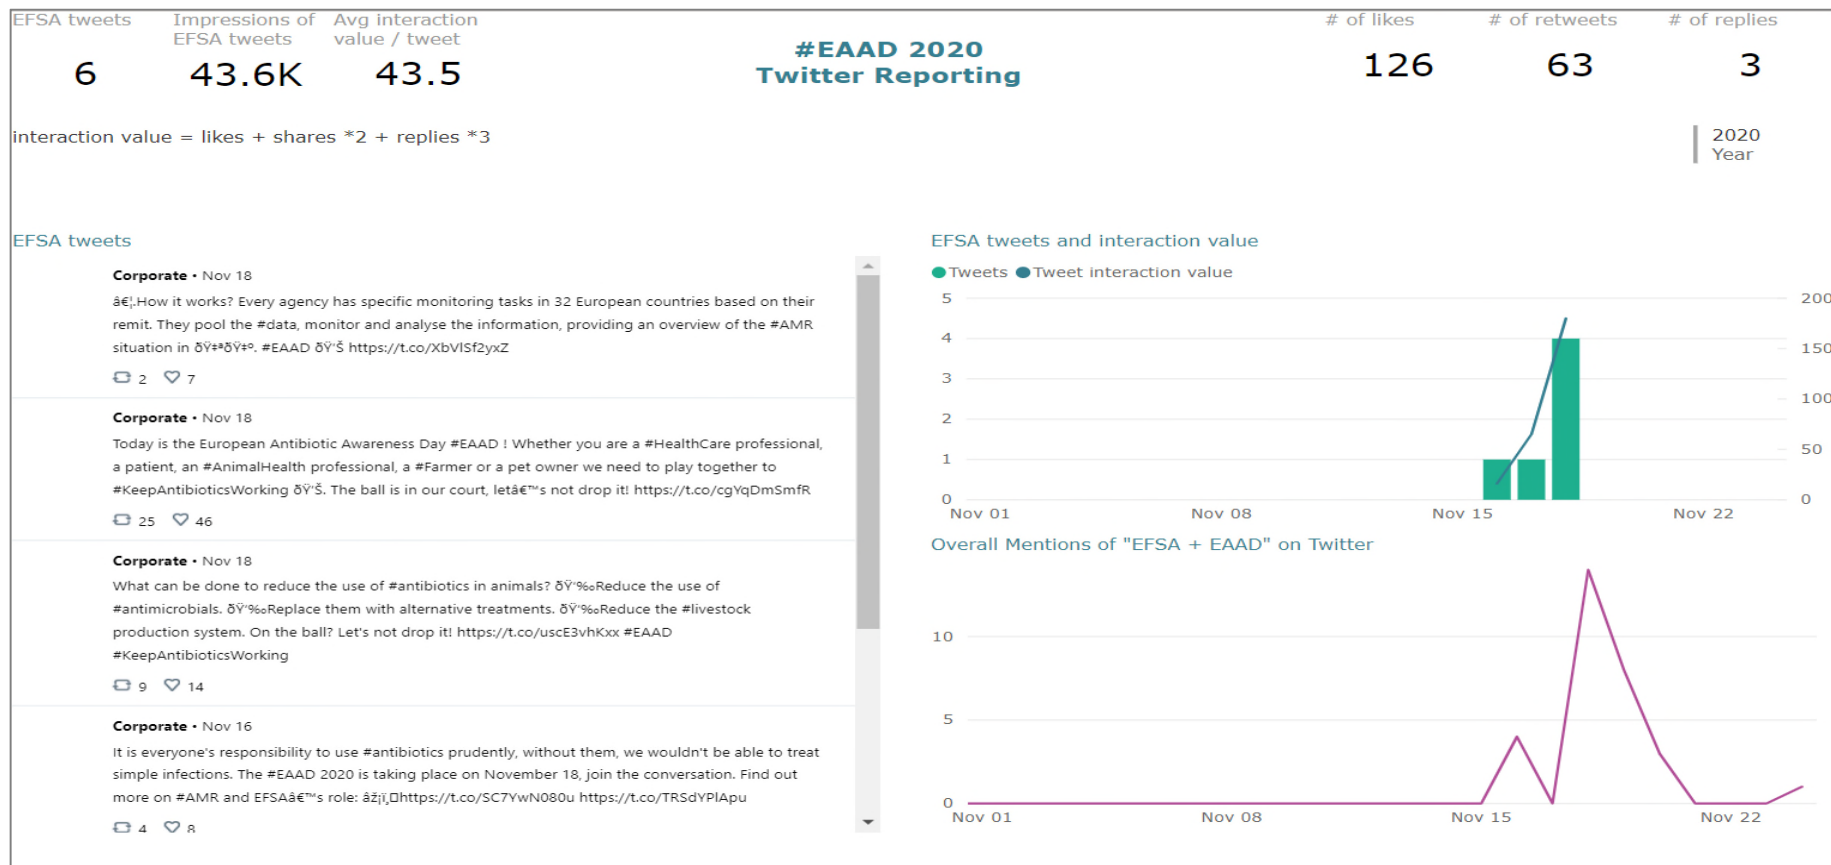 EFSA tweets
Impressions of
EFSA tweets
Avg interaction
value / tweet
6
43.6K
43.5
#EAAD 2020
Twitter Reporting
# of likes
# of retweets
# of replies
126
63
3
interaction value = likes + shares *2 + replies *3
2020
Year
EFSA tweets
Corporate • Nov 18
â€¦.How it works? Every agency has specific monitoring tasks in 32 European countries based on their
remit. They pool the #data, monitor and analyse the information, providing an overview of the #AMR
situation in ðŸ‡ªðŸ‡º. #EAAD ðŸ'Š https://t.co/XbVlSf2yxZ
2 7
Corporate • Nov 18
Today is the European Antibiotic Awareness Day #EAAD ! Whether you are a #HealthCare professional,
a patient, an #AnimalHealth professional, a #Farmer or a pet owner we need to play together to
#KeepAntibioticsWorking ðŸ'Š. The ball is in our court, letâ€™s not drop it! https://t.co/cgYqDmSmfR
25 46
Corporate • Nov 18
What can be done to reduce the use of #antibiotics in animals? ðŸ'‰Reduce the use of
#antimicrobials. ðŸ'‰Replace them with alternative treatments. ðŸ'‰Reduce the #livestock
production system. On the ball? Let's not drop it! https://t.co/uscE3vhKxx #EAAD
#KeepAntibioticsWorking
9 14
Corporate • Nov 16
It is everyone's responsibility to use #antibiotics prudently, without them, we wouldn't be able to treat
simple infections. The #EAAD 2020 is taking place on November 18, join the conversation. Find out
more on #AMR and EFSAâ€™s role: https://t.co/SC7YwN080u https://t.co/TRSdYPlApu
4 8
EFSA tweets and interaction value
Tweets Tweet interaction value
5
4
3
2
1
0
200
150
100
50
0
Nov 01 Nov 08 Nov 15 Nov 22
Overall Mentions of "EFSA + EAAD" on Twitter
10
5
0
Nov 01 Nov 08 Nov 15 Nov 22